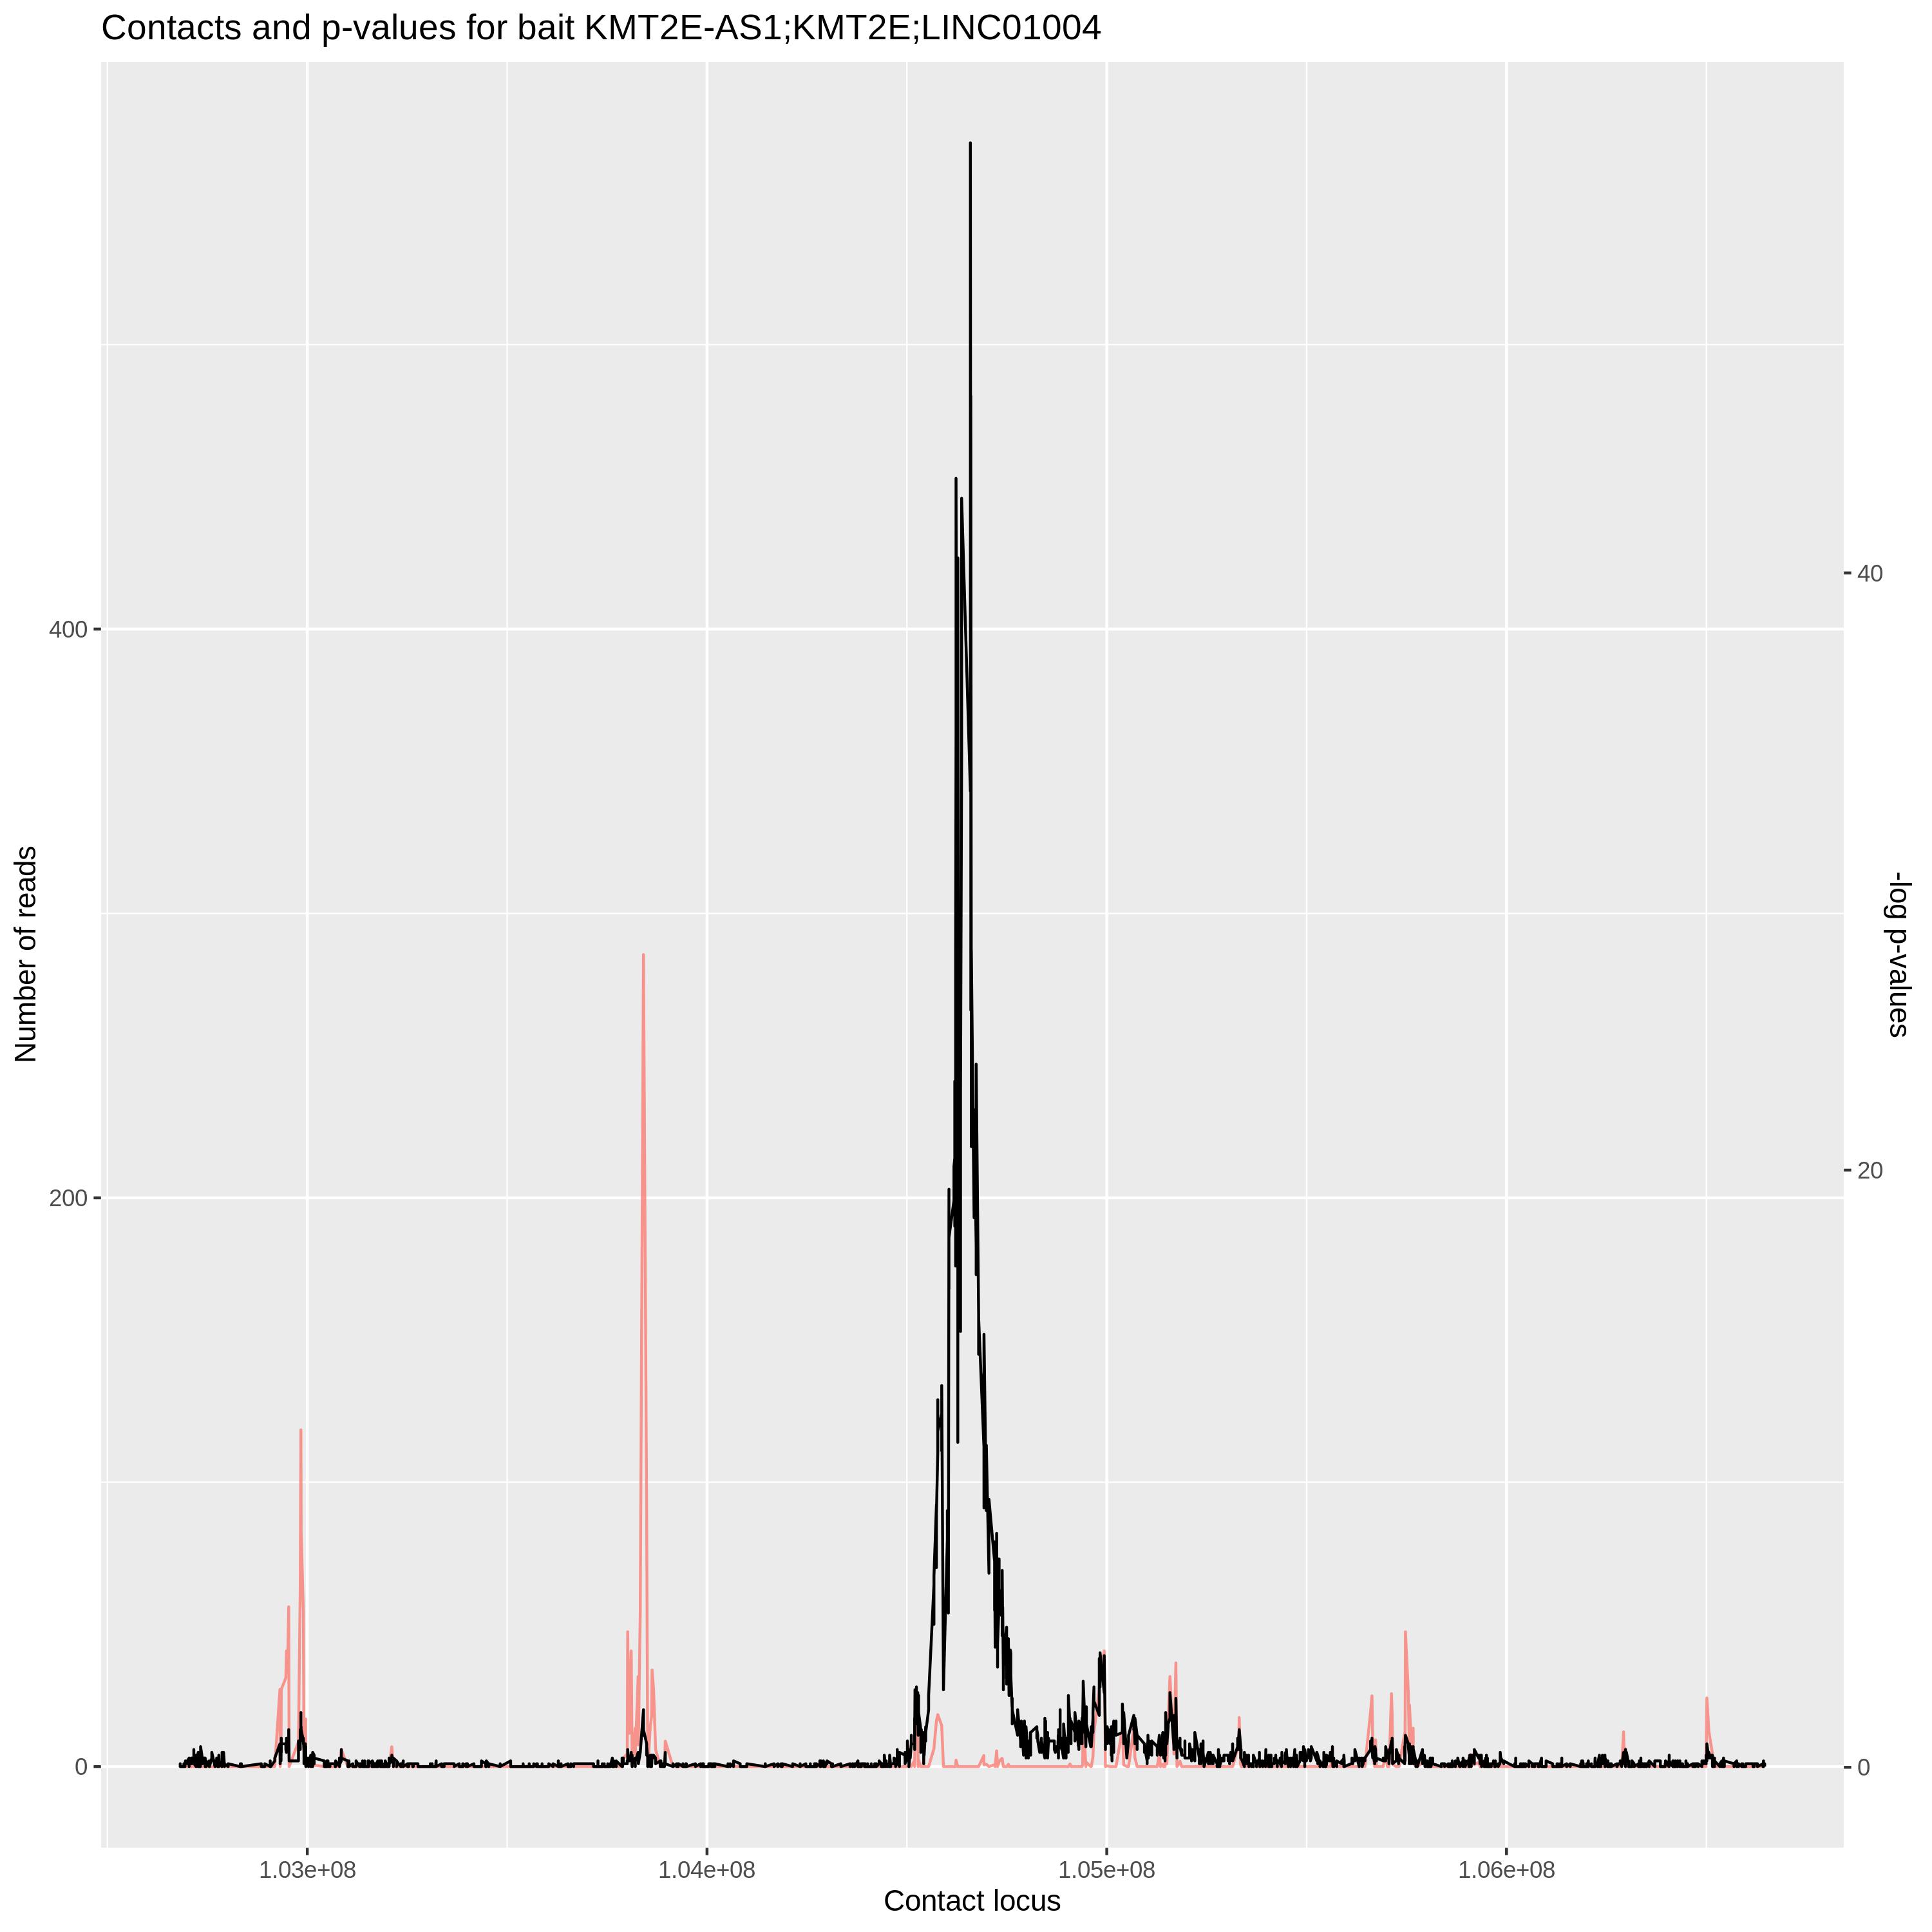 Contacts and p-values for bait KMT2E-AS1;KMT2E;LINC01004
Number of reads
400
200
0
40
20
0
-log p-values
1.03e+08
1.04e+08
1.05e+08
1.06e+08
Contact locus